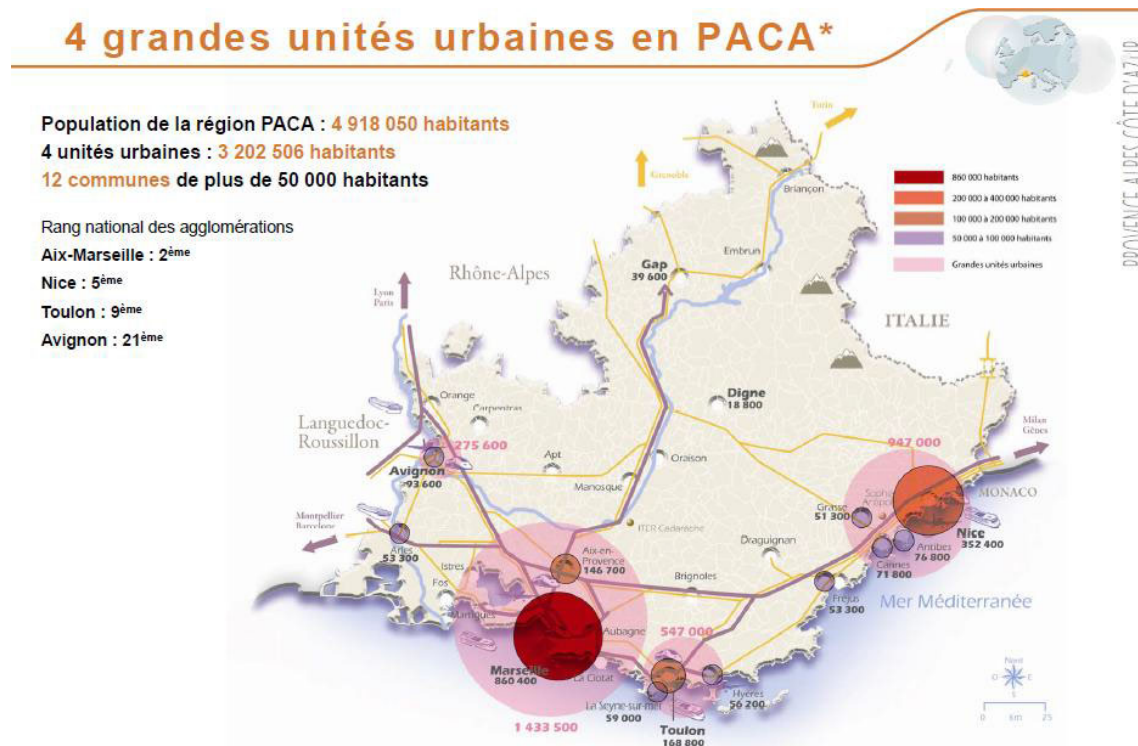 4 grandes unités urbaines en PACA*
PROVENCE ALPES CÔTE D'AZUR
Population de la région PACA : 4 918 050 habitants
4 unités urbaines : 3 202 506 habitants
12 communes de plus de 50 000 habitants
Rang national des agglomérations
Aix-Marseille : 2ème
Nice : 5ème
Toulon : 9ème
Avignon : 21ème
860 000 habitants
200 000 à 400 000 habitants
100 000 à 200 000 habitants
50 000 à 100 000 habitants
Grandes unités urbaines
Turin
Grenoble
Briançon
Embrun
Gap
39 600
Rhône-Alpes
Lyon
Paris
ITALIE
Digne
18 800
Orange
Carpentras
Languedoc-
Roussillon
275 600
Avignon
93 600
Apt
Oraison
Manosque
947 000
Milan
Gênes
Sophia
Antipolis
MONACO
Grasse
51 300
Nice
352 400
Antibes
76 800
Cannes
71 800
Montpellier
Barcelone
Arles
53 300
ITER Cadarache
Draguignan
Aix-en-
Provence
146 700
Istres
Fos
Brignoles
Fréjus
53 300
Mer Méditerranée
Martigues
Aubagne
547 000
Marseille
860 400
La Ciotat
Hyères
56 200
La Seyne-sur-mer
59 000
Toulon
168 800
1 433 500
Nord
O
E
S
0 km 25